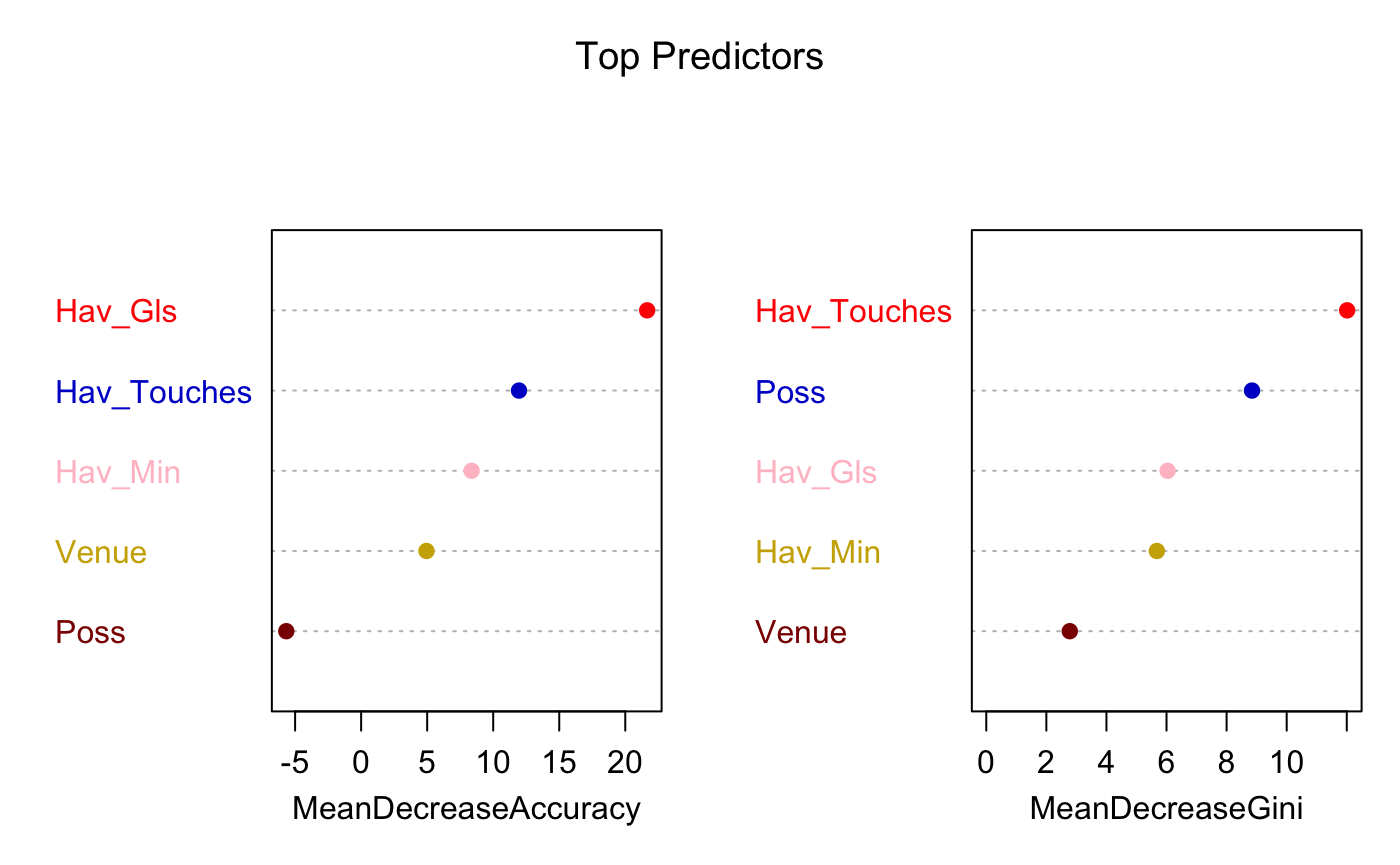 Top Predictors
Hav_Gls
Hav_Touches
Hav_Min
Venue
Poss
-5 0 5 10 15 20
MeanDecreaseAccuracy
Hav_Touches
Poss
Hav_Gls
Hav_Min
Venue
0 2 4 6 8 10
MeanDecreaseGini